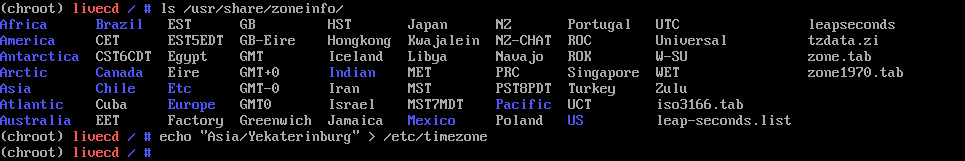 (chroot) livecd / # ls /usr/share/zoneinfo/
Africa Brazil EST GB HST Japan NZ Portugal UTC leapseconds
America CET EST5EDT GB-Eire Hongkong Kwajalein NZ-CHAT ROC Universal tzdata.zi
Antarctica CST6CDT Egypt GMT Iceland Libya Navajo ROK W-SU zone.tab
Arctic Canada Eire GMT+0 Indian MET PRC Singapore WET zone1970.tab
Asia Chile Etc GMT-0 Iran MST PST8PDT Turkey Zulu
Atlantic Cuba Europe GMT0 Israel MST7MDT Pacific UCT iso3166.tab
Australia EET Factory Greenwich Jamaica Mexico Poland US leap-seconds.list
(chroot) livecd / # echo "Asia/Yekaterinburg" > /etc/timezone
(chroot) livecd / #